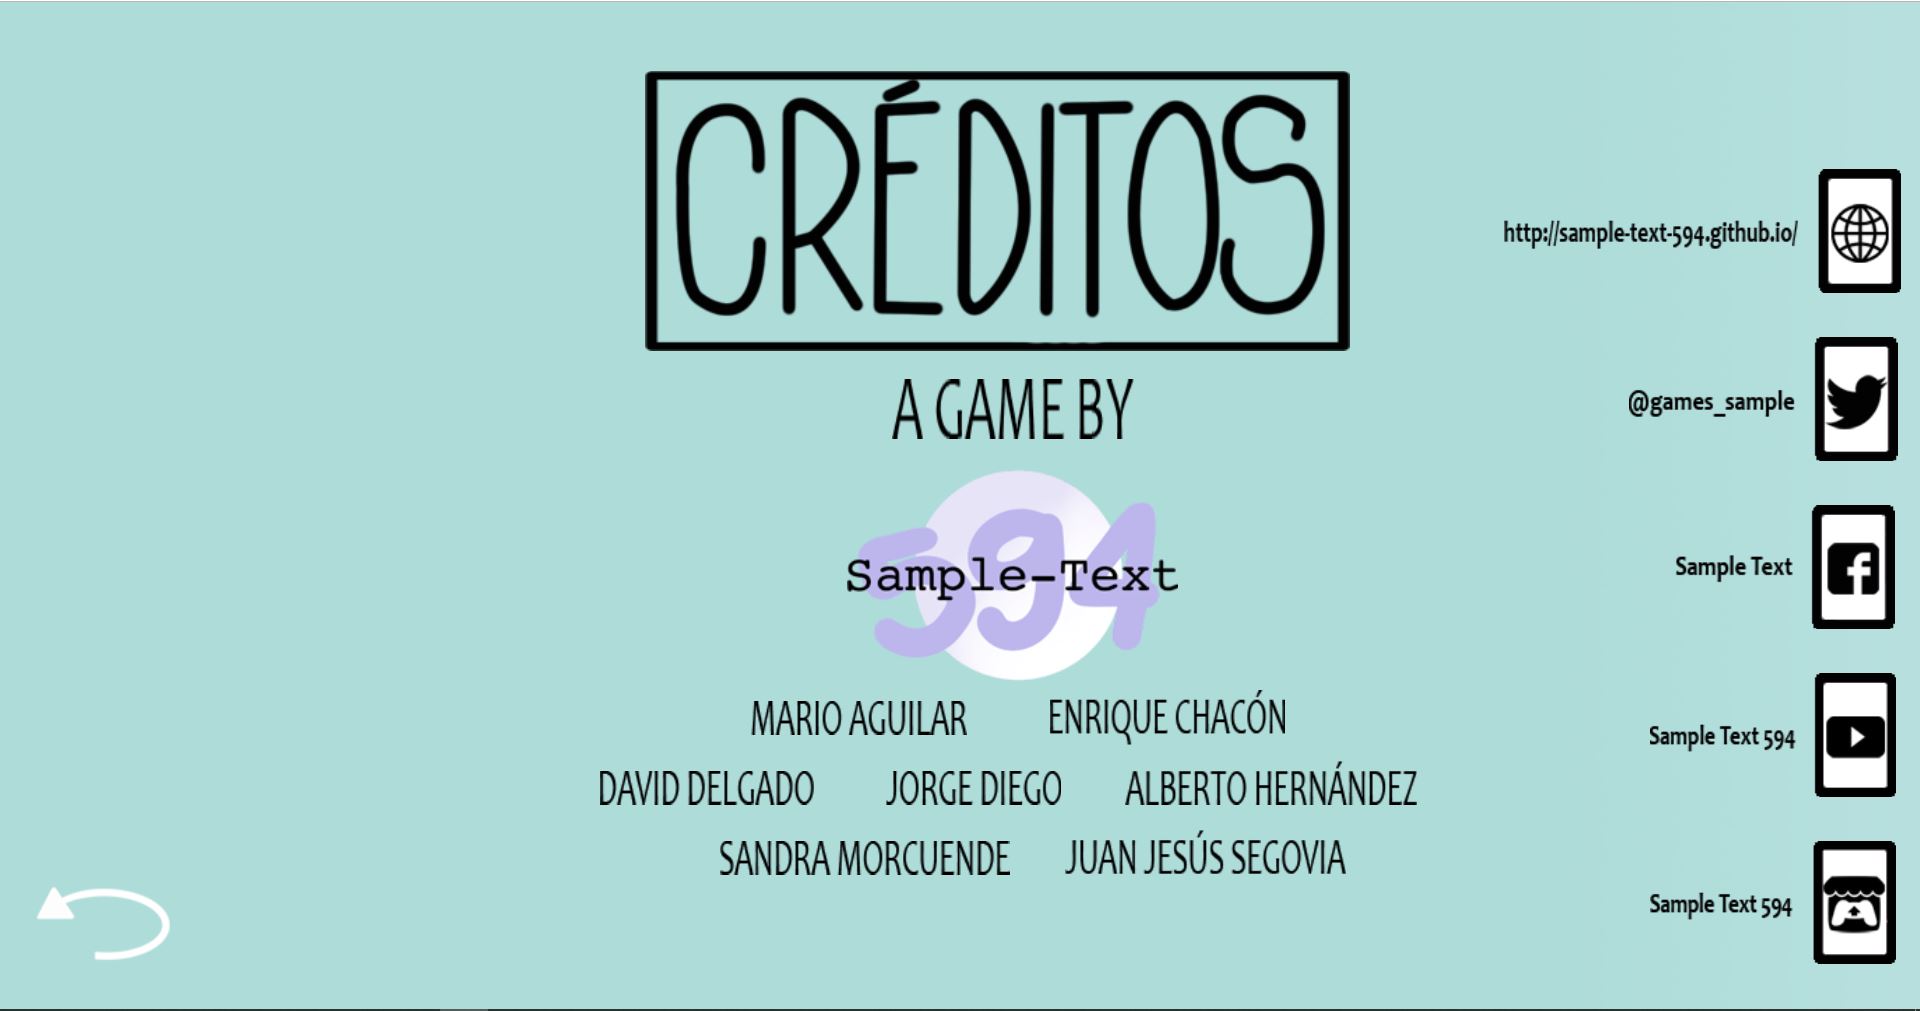 CRÉDITOS
A GAME BY
594
Sample-Text
MARIO AGUILAR ENRIQUE CHACÓN
DAVID DELGADO JORGE DIEGO ALBERTO HERNÁNDEZ
SANDRA MORCUENDE JUAN JESÚS SEGOVIA
http://sample-text-594.github.io/
@games_sample
Sample Text
Sample Text 594
Sample Text 594